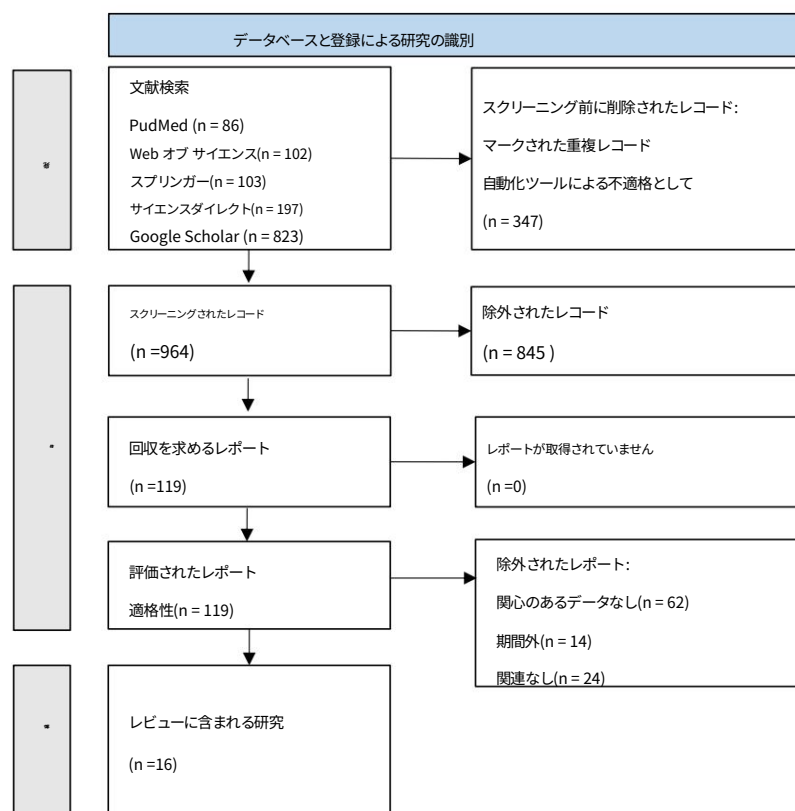 データベースと登録による研究の識別
文献検索
PudMed (n = 86)
Web オブ サイエンス(n = 102)
スプリンガー(n = 103)
サイエンスダイレクト(n = 197)
Google Scholar (n = 823)
スクリーニング前に削除されたレコード:
マークされた重複レコード
自動化ツールによる不適格として
(n = 347)
スクリーニングされたレコード
(n =964)
除外されたレコード
(n = 845 )
回収を求めるレポート
(n =119)
レポートが取得されていません
(n =0)
評価されたレポート
適格性(n = 119)
除外されたレポート:
関心のあるデータなし(n = 62)
期間外(n = 14)
関連なし(n = 24)
レビューに含まれる研究
(n =16)